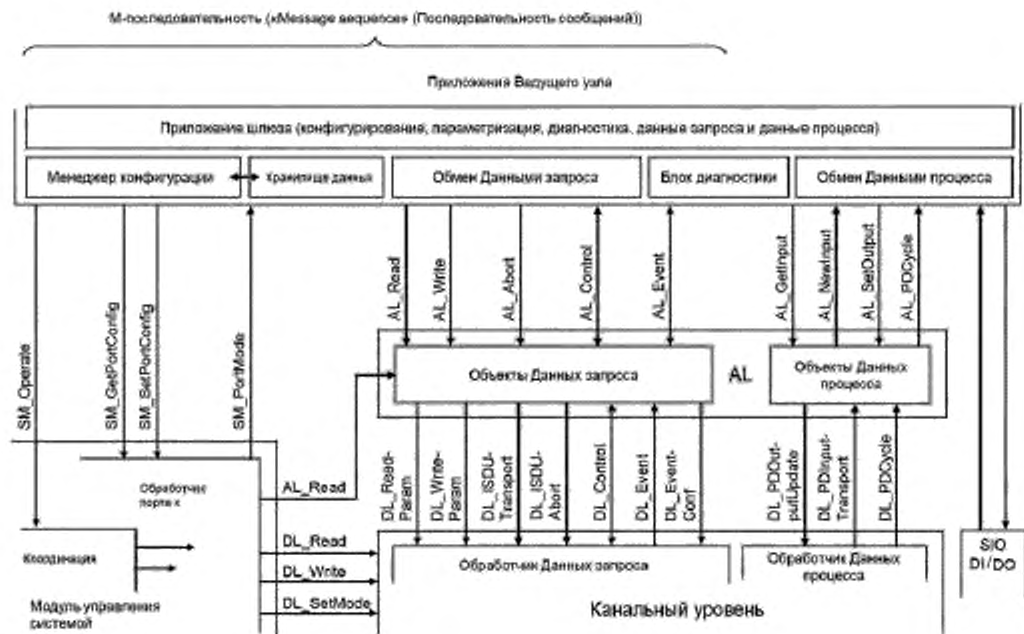 М-последовательность («Message sequence» (Последовательность сообщений))
Приложения Ведущего узла
Приложение шлюза (конфигурирование, параметризация, диагностика, данные запроса и данные процесса)
Менеджер конфигурации
Хранилище данных
Обмен Данными запроса
Блок диагностики
Обмен Данными процесса
SM_Operate
SM_GetPortConfig
SM_SetPortConfig
SM_PortMode
AL_Read
AL_Write
AL_Abort
AL_Control
AL_Event
AL_GetInput
AL_NewInput
AL_SetOutput
AL_PDCycle
Объекты Данных запроса
AL
Объекты Данных
процесса
Обработчик
порта x
AL_Read
DL_Read-
Param
DL_Write-
Param
DL_ISDU-
Transport
DL_ISDU-
Abort
DL_Control
DL_Event
DL_Event-
Conf
DL_PDOut-
putUpdate
DL_PDInput-
Transport
DL_PDCycle
Координация
DL_Read
DL_Write
DL_SetMode
Обработчик Данных запроса
Обработчик Данных
процесса
SIO
DI/DO
Модуль управления
системой
Канальный уровень